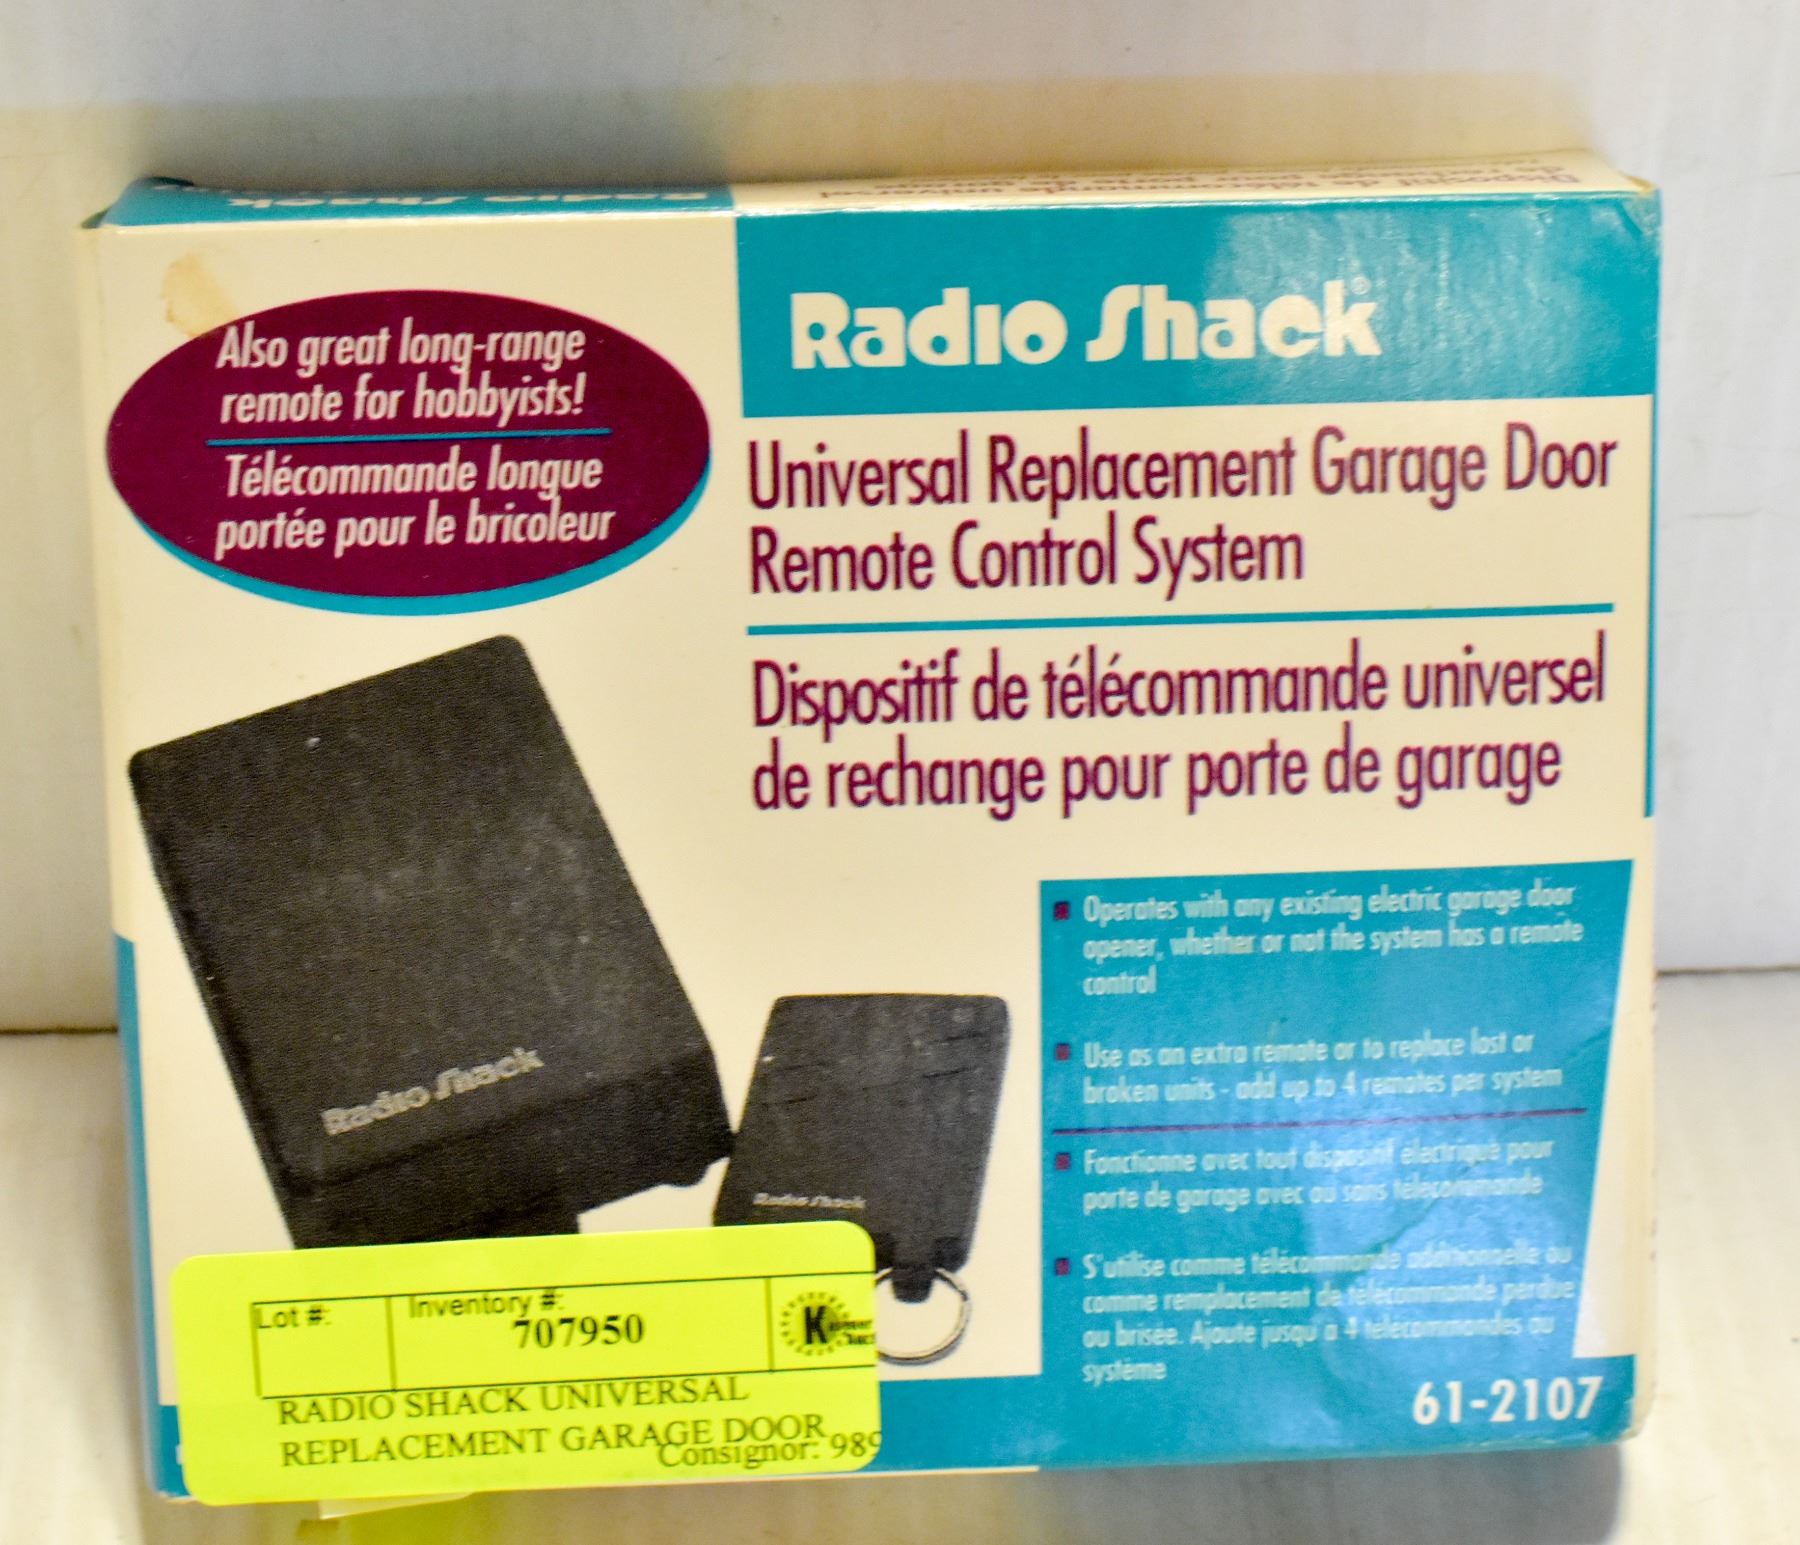 Radio Shack
Also great long-range
remote for hobbyists!
Télécommande longue
portée pour le bricoleur
Radio Shack®
Universal Replacement Garage Door
Remote Control System
Dispositif de télécommande universel
de rechange pour porte de garage
Operates with any existing electric garage door
opener, whether or not the system has a remote
control
Use as an extra remote or to replace lost or
broken units - add up to 4 remotes per system
Fonctionne avec tout dispositif électrique pour
porte de garage avec ou sans télécommande
S'utilise comme télécommande additionnelle ou
comme remplacement de télécommande perdue
ou brisée. Ajoute jusqu'à 4 télécommandes au
système
61-2107
Radio Shack
Radio Shack
Lot #:
Inventory #:
707950
K
RADIO SHACK UNIVERSAL
REPLACEMENT GARAGE DOOR
Consignor: 989